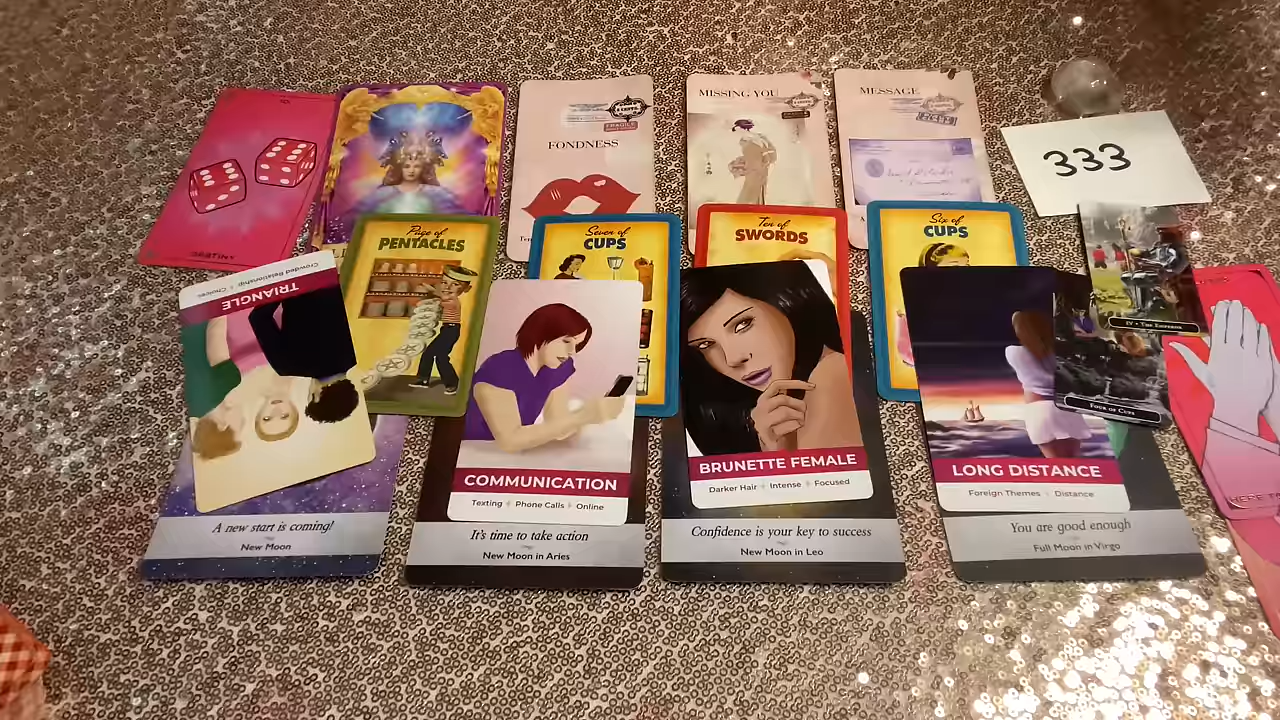 FONDNESS
MISSING YOU
MESSAGE
333
Page of
PENTACLES
Seven of
CUPS
Ten of
SWORDS
Six of
CUPS
TRIANGLE
Crowded Relationship Choices
IV • THE EMPEROR
FOUR OF CUPS
COMMUNICATION
Texting Phone Calls Online
BRUNETTE FEMALE
Darker Hair Intense Focused
LONG DISTANCE
Foreign Themes Distance
A new start is coming!
New Moon
It's time to take action
New Moon in Aries
Confidence is your key to success
New Moon in Leo
You are good enough
Full Moon in Virgo